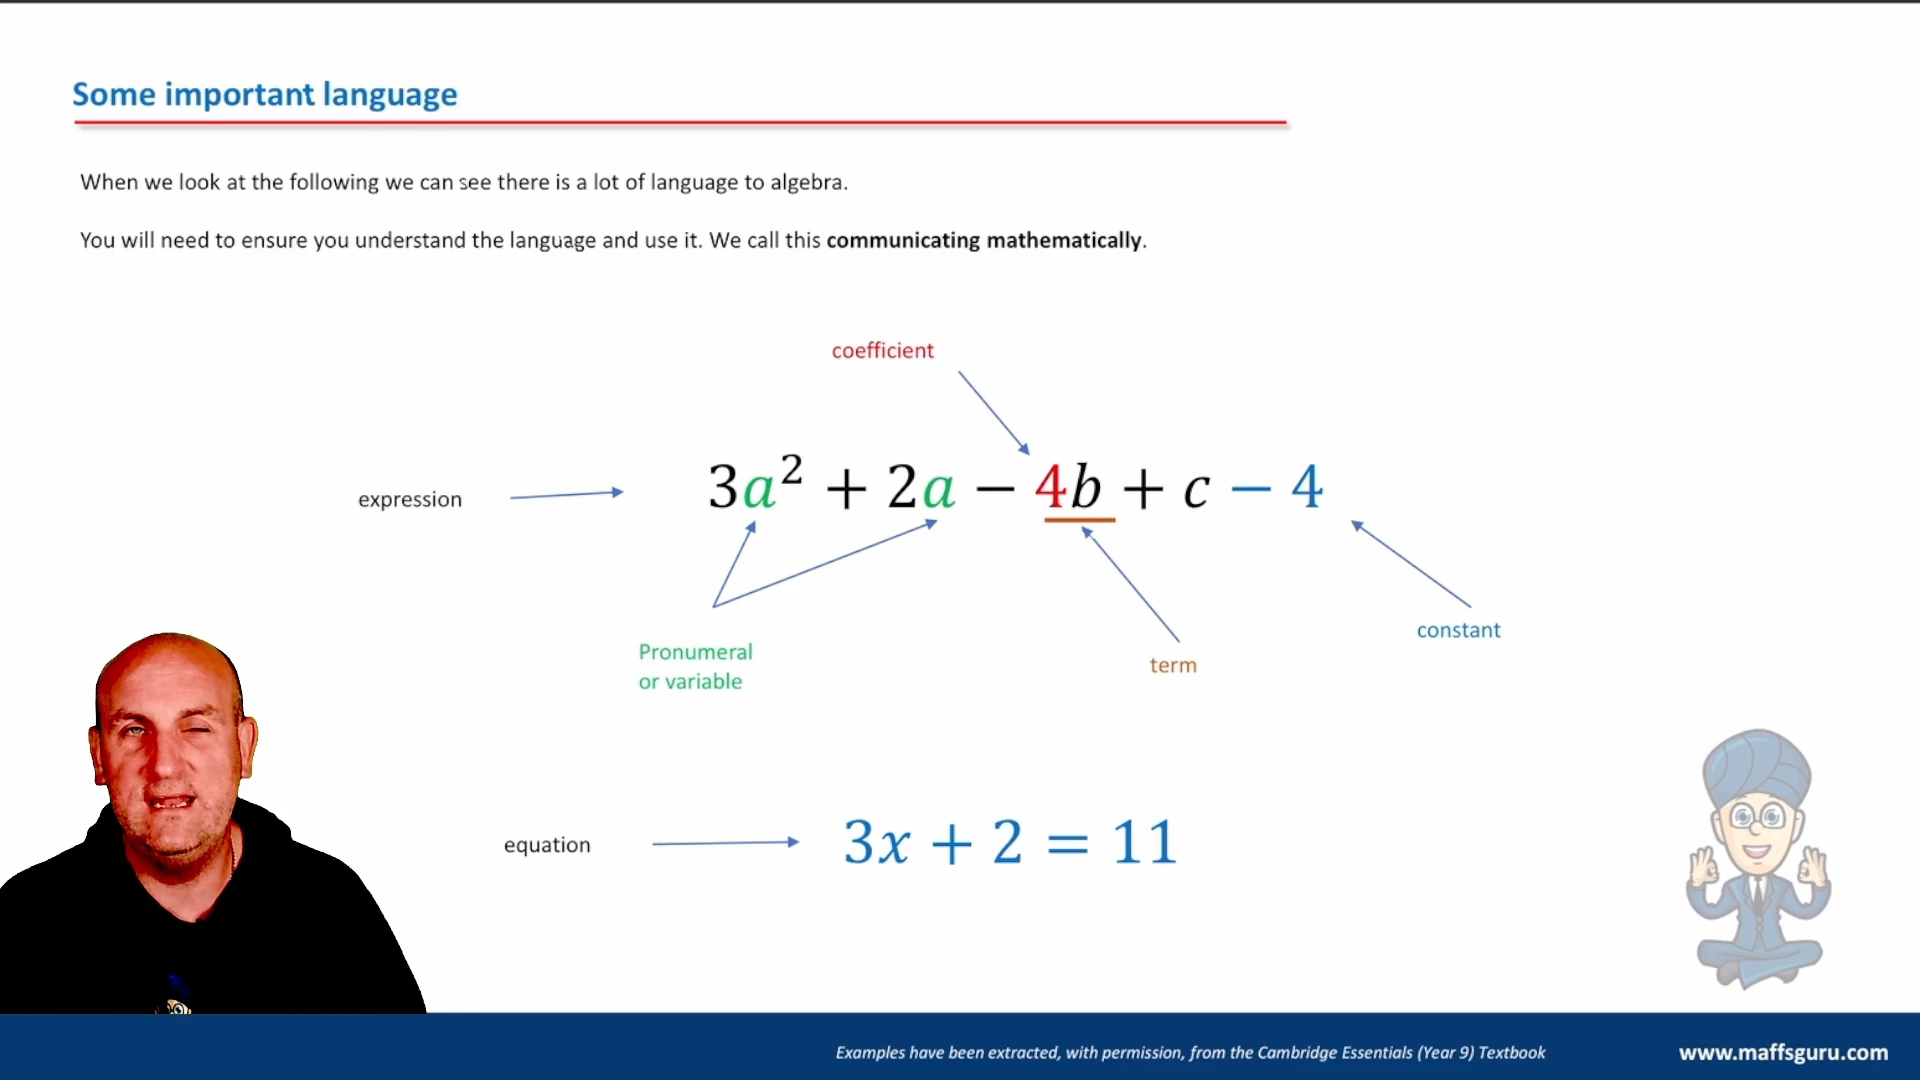 Some important language
When we look at the following we can see there is a lot of language to algebra.
You will need to ensure you understand the language and use it. We call this communicating mathematically.
coefficient
expression
3a² + 2a − 4b + c − 4
Pronumeral
or variable
term
constant
equation
3x + 2 = 11
Examples have been extracted, with permission, from the Cambridge Essentials (Year 9) Textbook
www.maffsguru.com